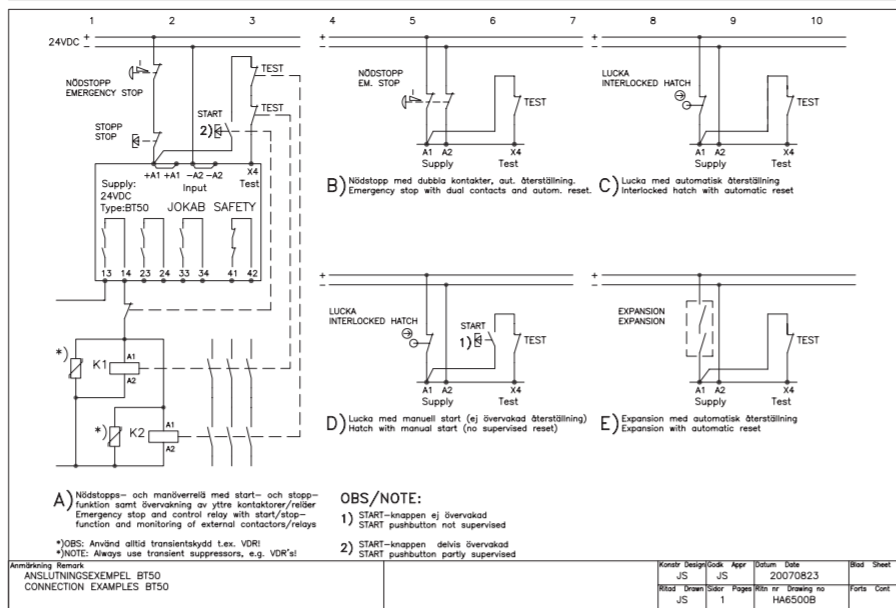 1 2 3 4 5 6 7 8 9 10
24VDC + -
NÖDSTOPP
EMERGENCY STOP
TEST
TEST
START
2)
STOPP
STOP
+A1 +A1 -A2 -A2 X4
Supply: Input Test
24VDC
Type:BT50 JOKAB SAFETY
13 14 23 24 33 34 41 42
*) K1 A1
A2
*) K2 A1
A2
A) Nödstopps- och manöverrelä med start- och stopp-
funktion samt övervakning av yttre kontaktorer/reläer
Emergency stop and control relay with start/stop-
function and monitoring of external contactors/relays
*)OBS: Använd alltid transientskydd t.ex. VDR!
*)NOTE: Always use transient suppressors, e.g. VDR's!
+
-
NÖDSTOPP
EM. STOP
TEST
A1 A2 X4
Supply Test
B) Nödstopp med dubbla kontakter, aut. återställning.
Emergency stop with dual contacts and autom. reset.
+
-
LUCKA
INTERLOCKED HATCH
TEST
A1 A2 X4
Supply Test
C) Lucka med automatisk återställning
Interlocked hatch with automatic reset
+
-
LUCKA
INTERLOCKED HATCH
START
1)
TEST
A1 A2 X4
Supply Test
D) Lucka med manuell start (ej övervakad återställning)
Hatch with manual start (no supervised reset)
+
-
EXPANSION
EXPANSION
TEST
A1 A2 X4
Supply Test
E) Expansion med automatisk återställning
Expansion with automatic reset
OBS/NOTE:
1) START-knappen ej övervakad
START pushbutton not supervised
2) START-knappen delvis övervakad
START pushbutton partly supervised
Anmärkning Remark
ANSLUTNINGSEXEMPEL BT50
CONNECTION EXAMPLES BT50
Konstr Design Godk Appr Datum Date Blad Sheet
JS JS 20070823
Ritad Drawn Sidor Pages Ritn nr Drawing no Forts Cont
JS 1 HA6500B